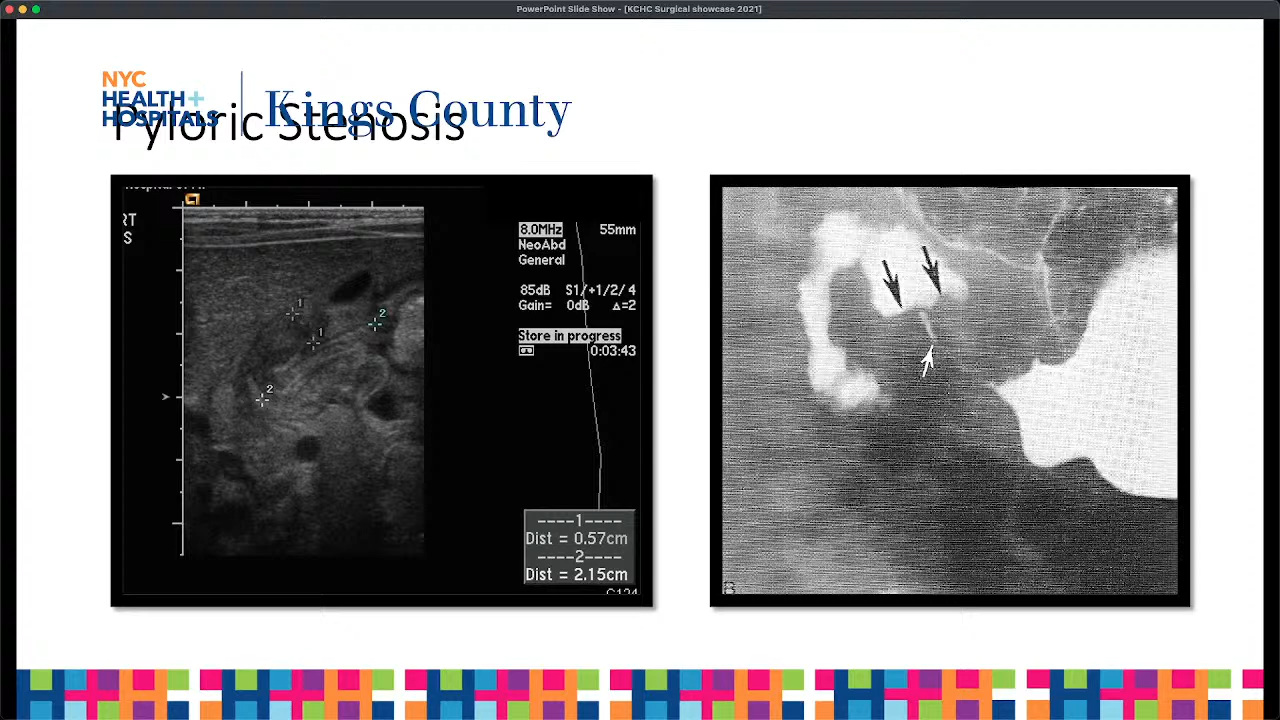 PowerPoint Slide Show - [KCHC Surgical showcase 2021]
NYC
HEALTH+
HOSPITALS
Kings County
Pyloric Stenosis
RT
S
8.0MHz 55mm
NeoAbd
General
85dB S1/+1/2/4
Gain= 0dB Δ=2
Store in progress
0:03:43
1
2
1
2
----1----
Dist = 0.57cm
----2----
Dist = 2.15cm